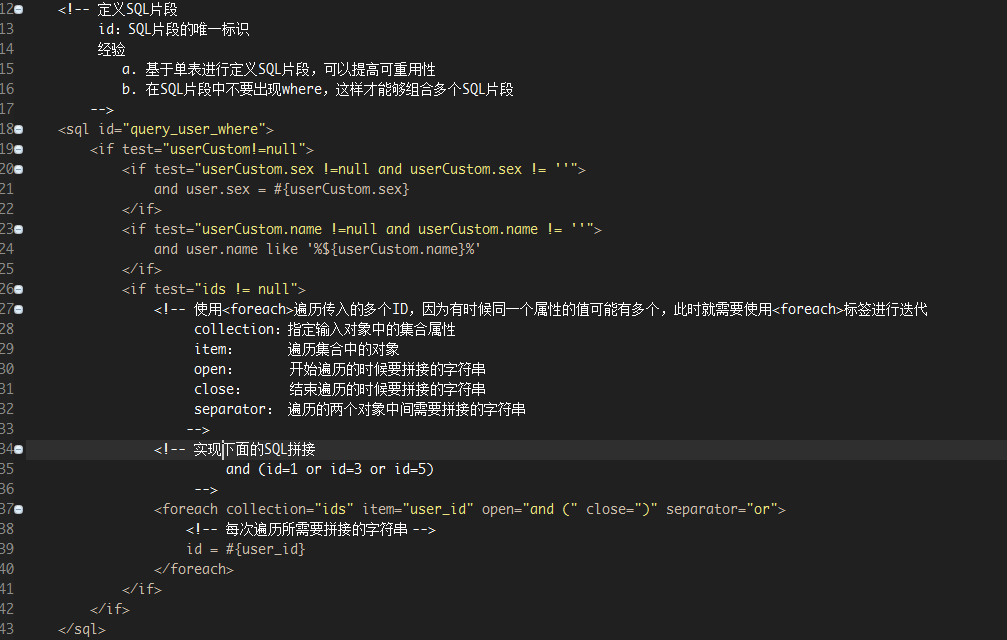 12 <!-- 定义SQL片段
13 id：SQL片段的唯一标识
14 经验
15 a. 基于单表进行定义SQL片段，可以提高可重用性
16 b. 在SQL片段中不要出现where，这样才能够组合多个SQL片段
17 -->
18 <sql id="query_user_where">
19 <if test="userCustom!=null">
20 <if test="userCustom.sex !=null and userCustom.sex != ''">
21 and user.sex = #{userCustom.sex}
22 </if>
23 <if test="userCustom.name !=null and userCustom.name != ''">
24 and user.name like '%${userCustom.name}%'
25 </if>
26 <if test="ids != null">
27 <!-- 使用<foreach>遍历传入的多个ID，因为有时候同一个属性的值可能有多个，此时就需要使用<foreach>标签进行迭代
28 collection：指定输入对象中的集合属性
29 item： 遍历集合中的对象
30 open： 开始遍历的时候要拼接的字符串
31 close： 结束遍历的时候要拼接的字符串
32 separator： 遍历的两个对象中间需要拼接的字符串
33 -->
34 <!-- 实现下面的SQL拼接
35 and (id=1 or id=3 or id=5)
36 -->
37 <foreach collection="ids" item="user_id" open="and (" close=")" separator="or">
38 <!-- 每次遍历所需要拼接的字符串 -->
39 id = #{user_id}
40 </foreach>
41 </if>
42 </if>
43 </sql>